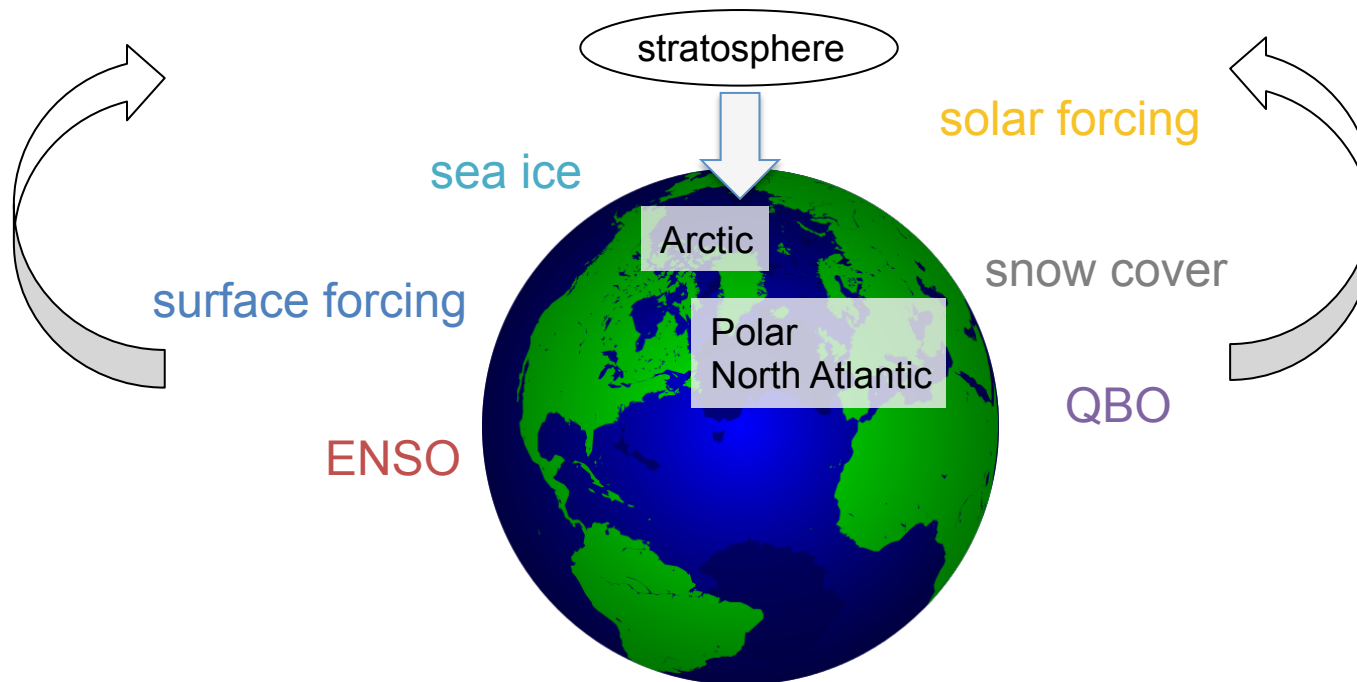 stratosphere
solar forcing
sea ice
Arctic
snow cover
surface forcing
Polar
North Atlantic
QBO
ENSO